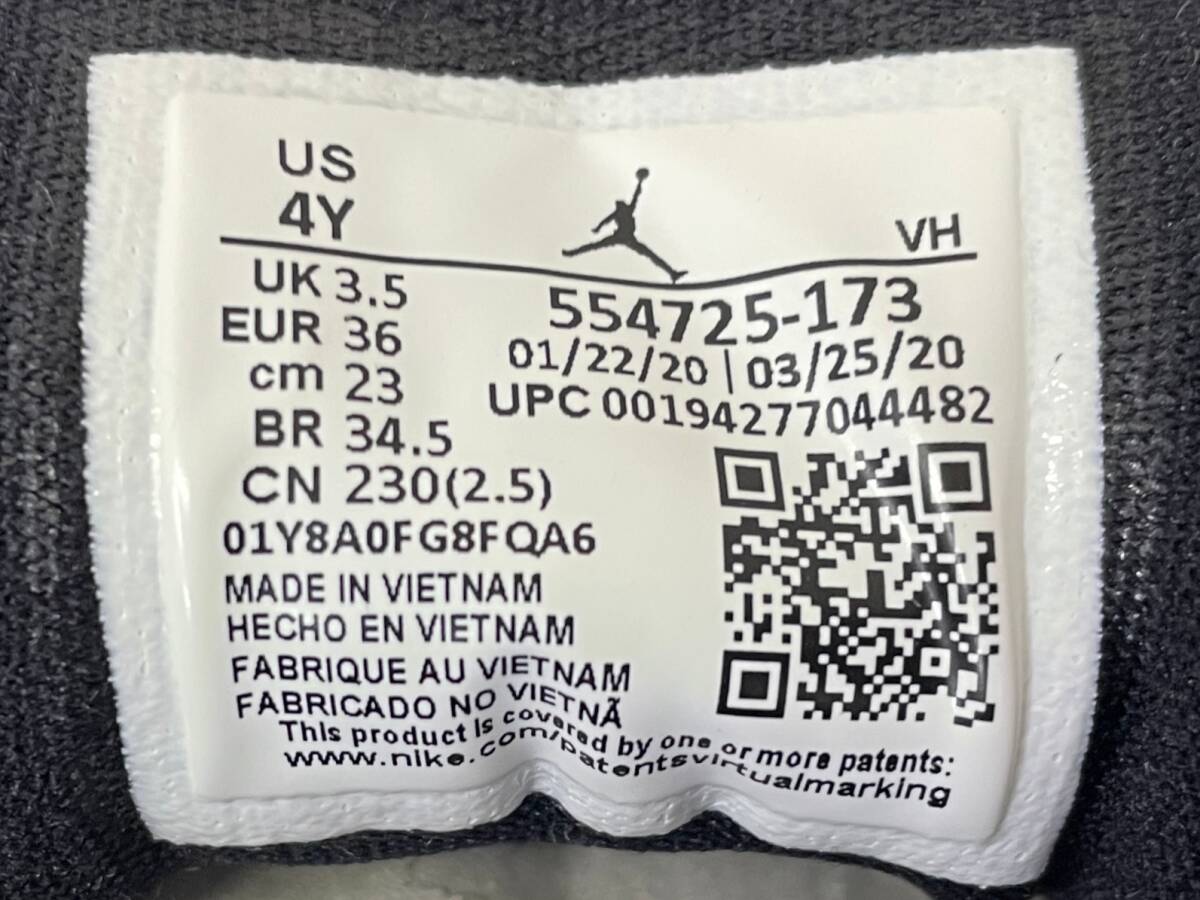 US
4Y
VH
UK 3.5
EUR 36
cm 23
BR 34.5
CN 230(2.5)
554725-173
01/22/20 | 03/25/20
UPC 00194277044482
01Y8A0FG8FQA6
MADE IN VIETNAM
HECHO EN VIETNAM
FABRIQUE AU VIETNAM
FABRICADO NO VIETNÃ
This product is covered by one or more patents:
www.nike.com/patentsvirtualmarking